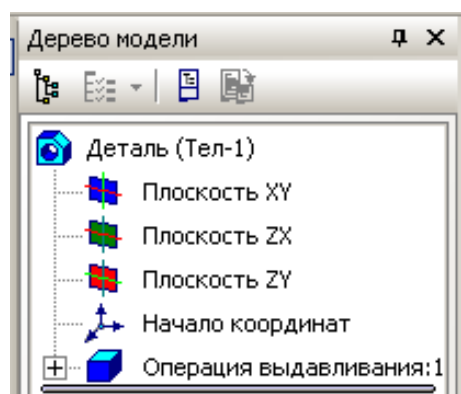 Дерево модели
Деталь (Тел-1)
Плоскость XY
Плоскость ZX
Плоскость ZY
Начало координат
Операция выдавливания:1